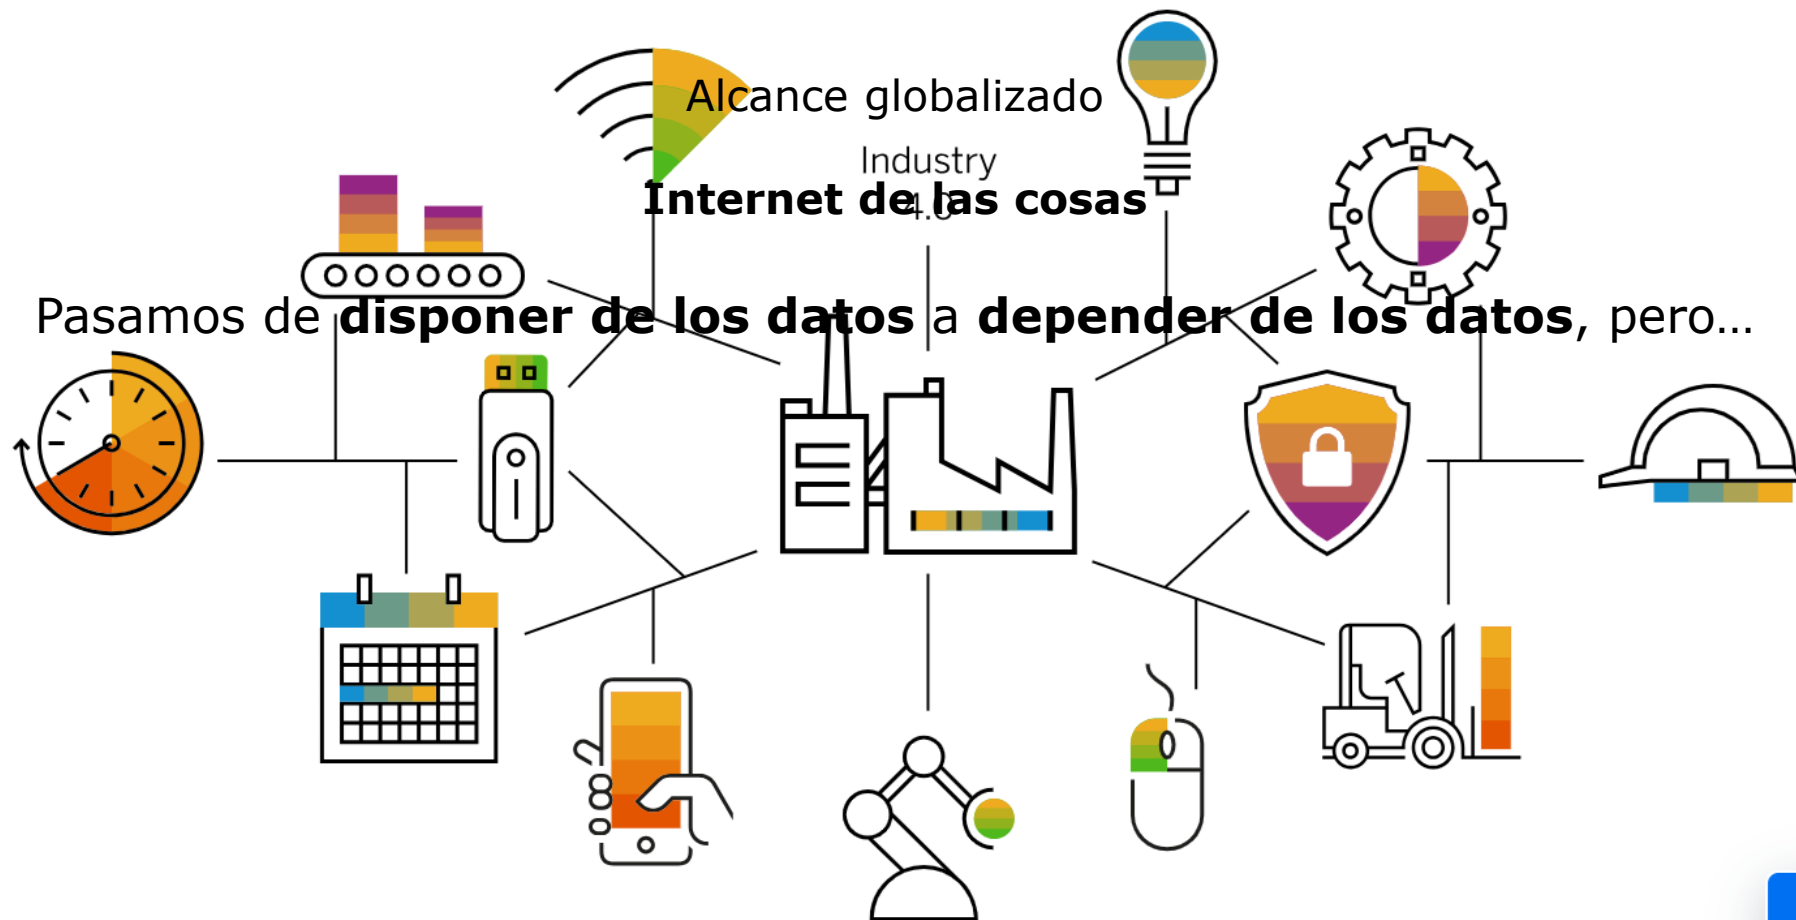 Alcance globalizado
Industry
4.0
Internet de las cosas
Pasamos de disponer de los datos a depender de los datos, pero...